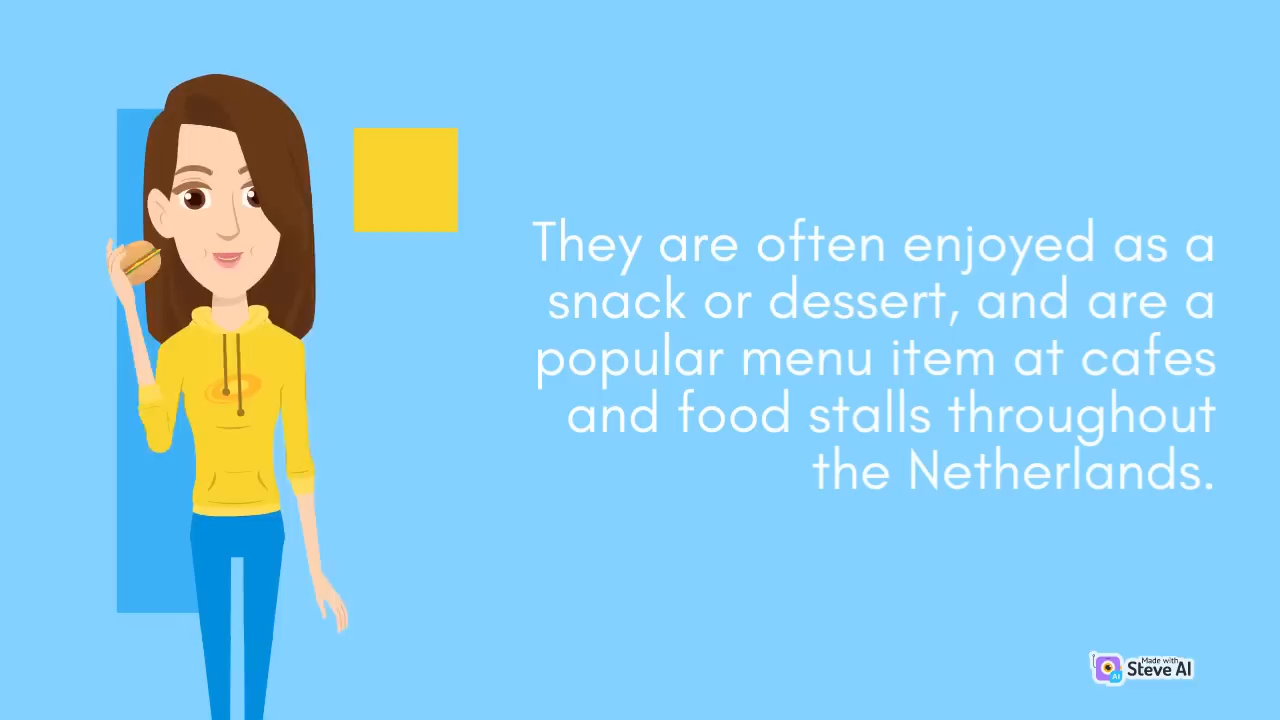 They are often enjoyed as a
snack or dessert, and are a
popular menu item at cafes
and food stalls throughout
the Netherlands.
Made with
Steve AI
AI